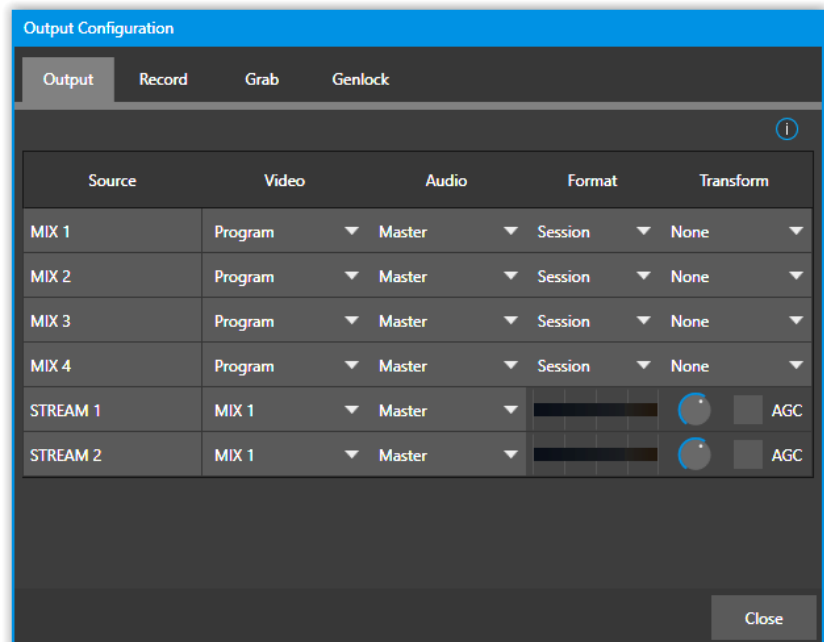 Output Configuration
Output Record Grab Genlock
i
Source Video Audio Format Transform
MIX 1 Program Master Session None
MIX 2 Program Master Session None
MIX 3 Program Master Session None
MIX 4 Program Master Session None
STREAM 1 MIX 1 Master AGC
STREAM 2 MIX 1 Master AGC
Close